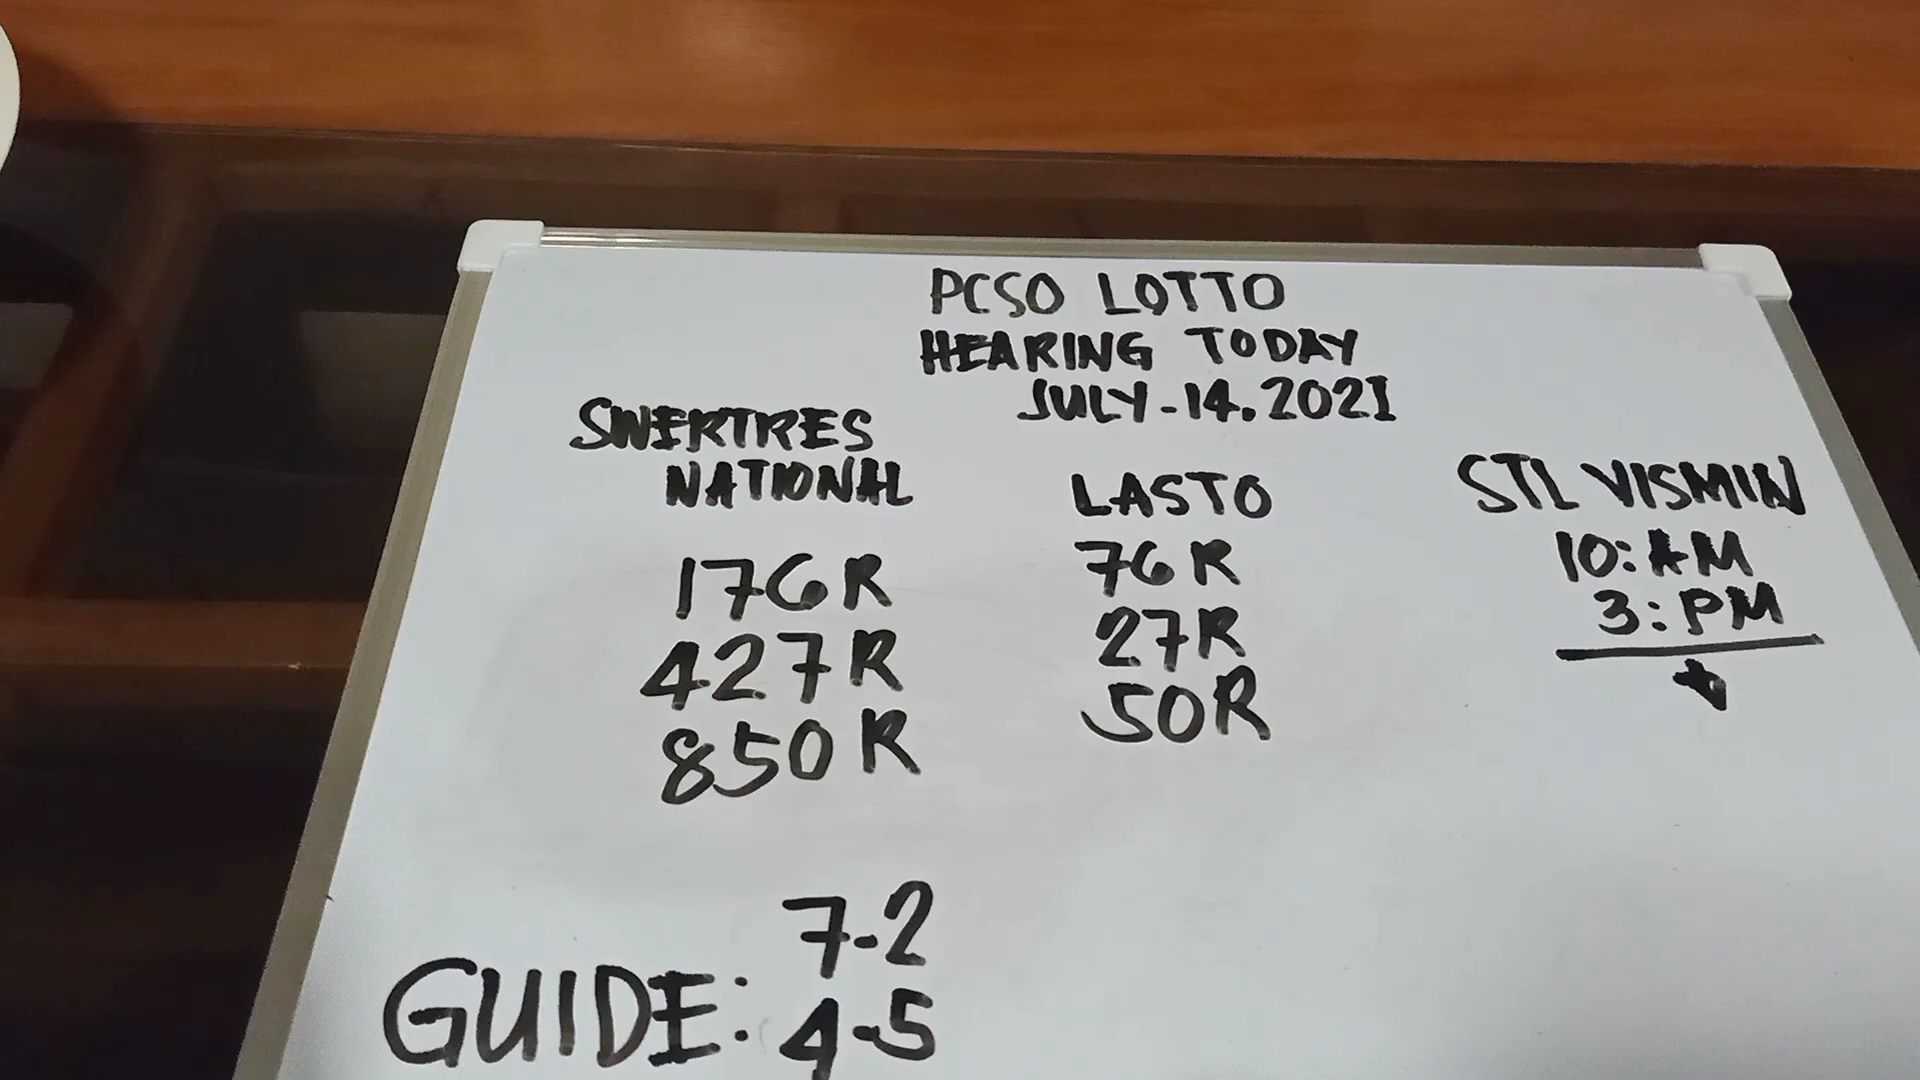 PCSO LOTTO
HEARING TODAY
JULY-14.2021
SWERTRES
NATIONAL
176R
427R
850R
LASTO
76R
27R
50R
STL VISMIN
10:AM
3:PM
GUIDE: 7-2
4-5